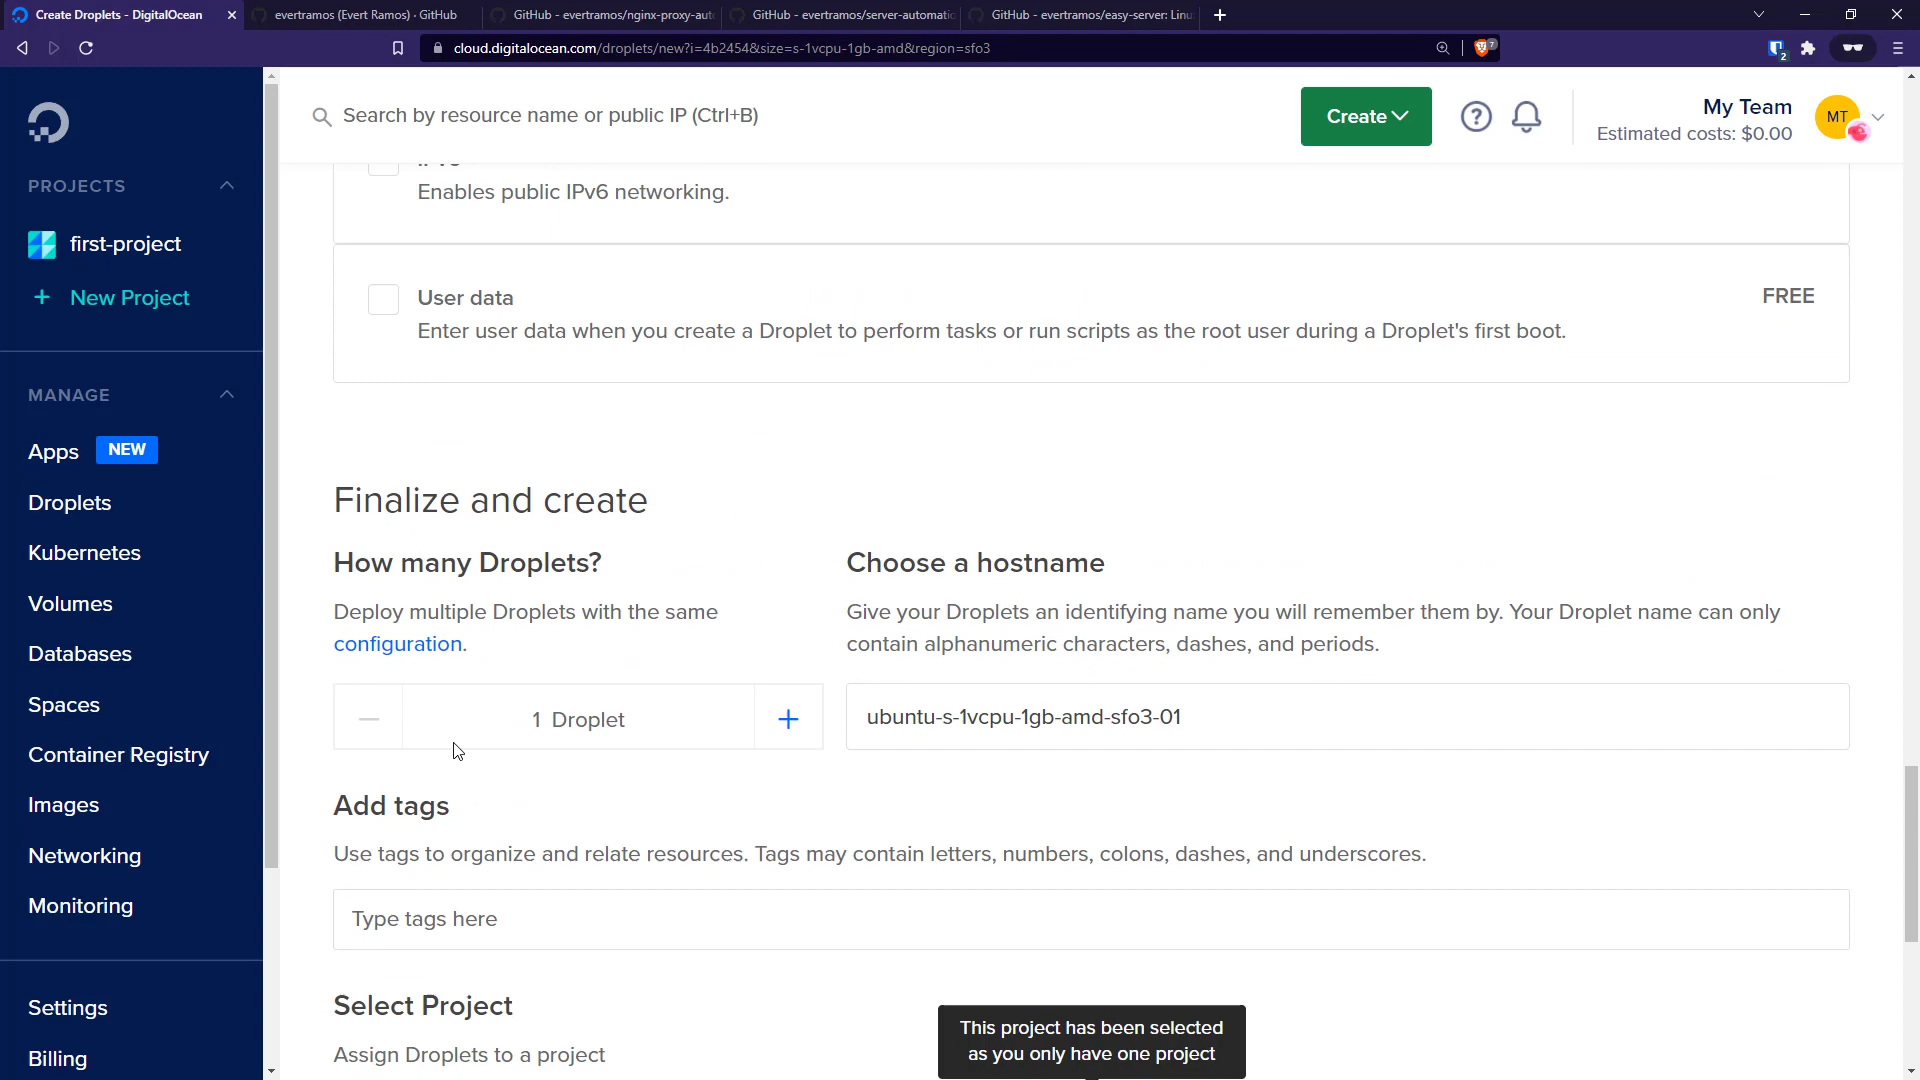 Create Droplets - DigitalOcean
evertramos (Evert Ramos) · GitHub
GitHub - evertramos/nginx-proxy-auto
GitHub - evertramos/server-automatio
GitHub - evertramos/easy-server: Linu
cloud.digitalocean.com/droplets/new?i=4b2454&size=s-1vcpu-1gb-amd&region=sfo3
7
2
Search by resource name or public IP (Ctrl+B)
Create
My Team
Estimated costs: $0.00
MT
PROJECTS
first-project
+ New Project
MANAGE
Apps NEW
Droplets
Kubernetes
Volumes
Databases
Spaces
Container Registry
Images
Networking
Monitoring
Settings
Billing
IPv6
Enables public IPv6 networking.
User data
FREE
Enter user data when you create a Droplet to perform tasks or run scripts as the root user during a Droplet's first boot.
Finalize and create
How many Droplets?
Deploy multiple Droplets with the same
configuration.
1 Droplet
Choose a hostname
Give your Droplets an identifying name you will remember them by. Your Droplet name can only
contain alphanumeric characters, dashes, and periods.
ubuntu-s-1vcpu-1gb-amd-sfo3-01
Add tags
Use tags to organize and relate resources. Tags may contain letters, numbers, colons, dashes, and underscores.
Type tags here
Select Project
Assign Droplets to a project
This project has been selected
as you only have one project